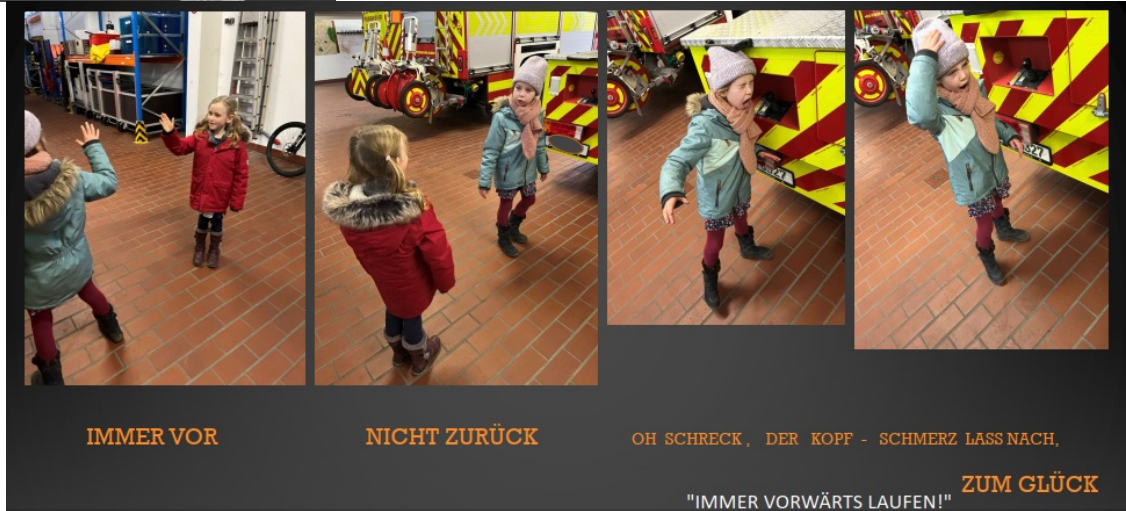 IMMER VOR
NICHT ZURÜCK
OH SCHRECK, DER KOPF - SCHMERZ LASS NACH,
ZUM GLÜCK
"IMMER VORWÄRTS LAUFEN!"